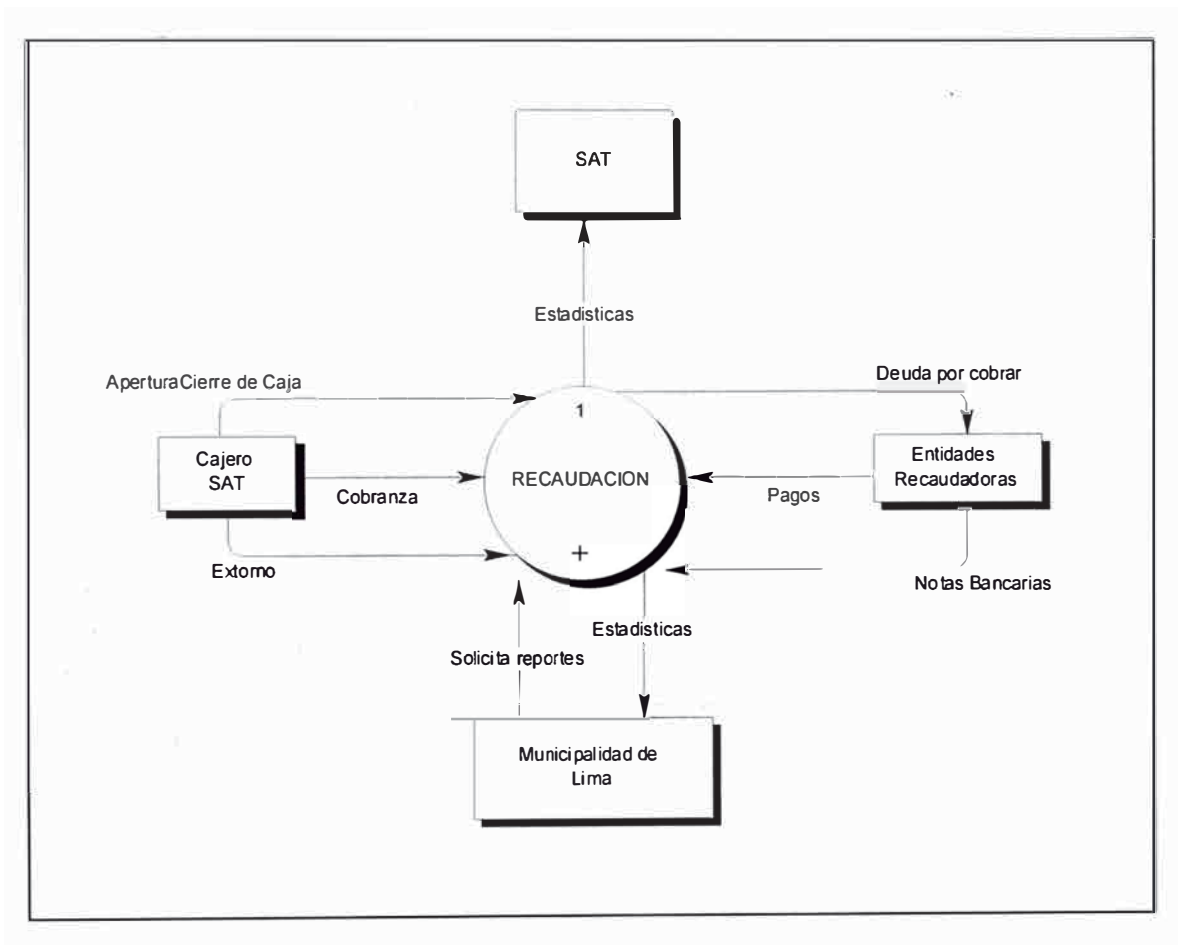 SAT
Estadisticas
AperturaCierre de Caja
Deuda por cobrar
1
Cajero
SAT
RECAUDACION
Entidades
Recaudadoras
Cobranza
Pagos
+
Extorno
Notas Bancarias
Estadisticas
Solicita reportes
Municipalidad de
Lima